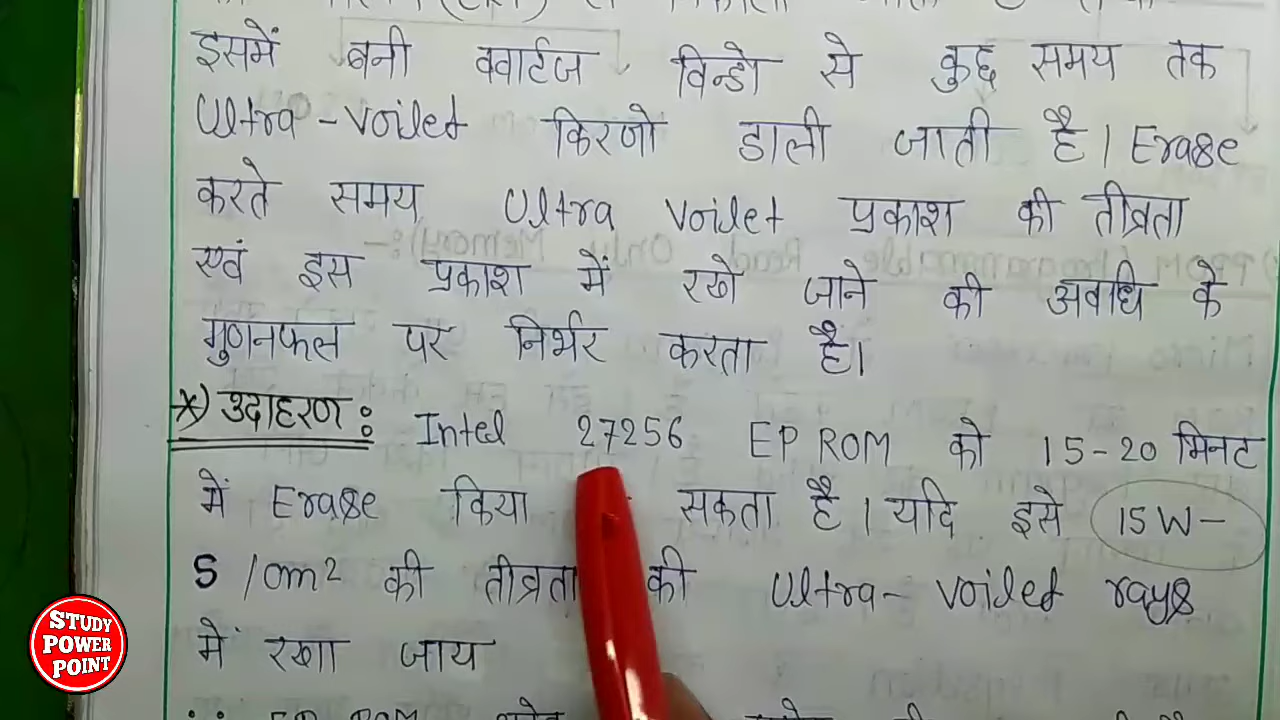 इसमें बनी क्वार्टज विन्डो से कुछ समय तक
Ultra-Voilet किरणो डाली जाती है। Erase
करते समय Ultra Voilet प्रकाश की तीव्रता
एवं इस प्रकाश में रखे जाने की अवधि के
गुणनफल पर निर्भर करता है।
*) उदाहरण: Intel 27256 EPROM को 15-20 मिनट
में Erase किया सकता है। यदि इसे 15W-
S/cm² की तीव्रता की Ultra-Voilet rays
में रखा जाय
STUDY
POWER
POINT